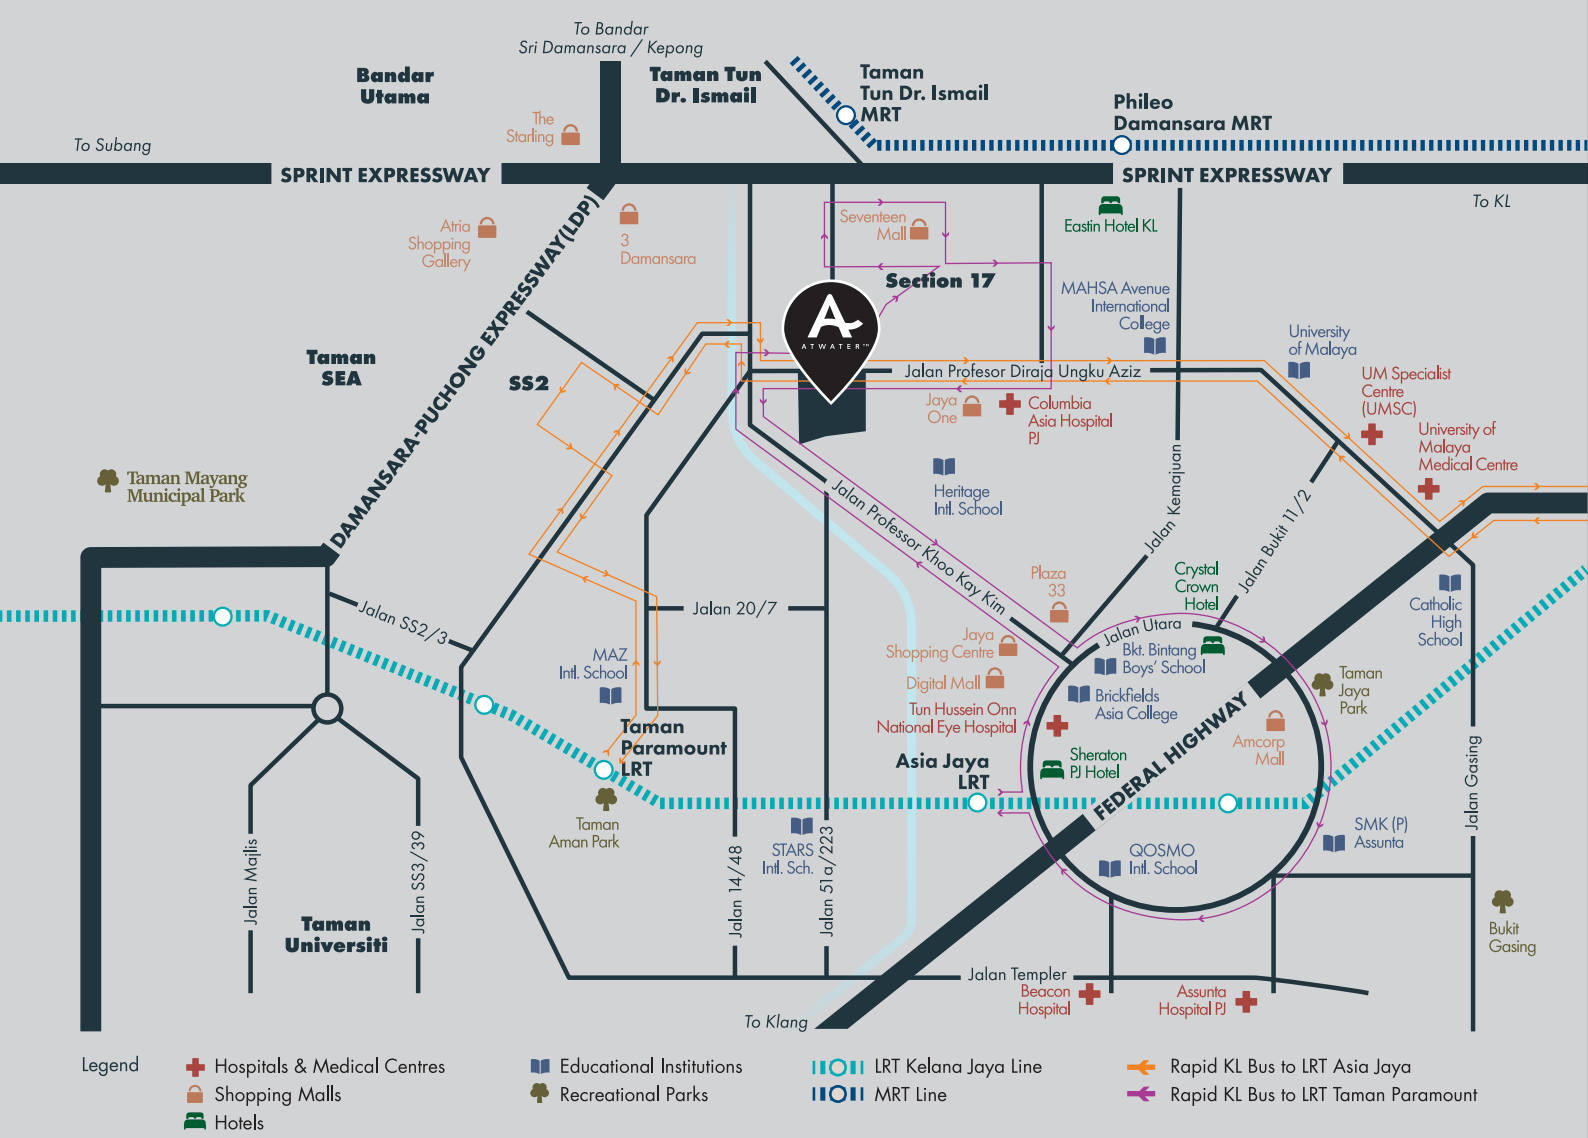 To Bandar
Sri Damansara / Kepong
Bandar
Utama
Taman Tun
Dr. Ismail
Taman
Tun Dr. Ismail
MRT
Phileo
Damansara MRT
The
Starling
To Subang
SPRINT EXPRESSWAY
SPRINT EXPRESSWAY
To KL
DAMANSARA-PUCHONG EXPRESSWAY(LDP)
Atria
Shopping
Gallery
3
Damansara
Seventeen
Mall
Eastin Hotel KL
Section 17
MAHSA Avenue
International
College
A
ATWATER™
University
of Malaya
Taman
SEA
SS2
Jalan Profesor Diraja Ungku Aziz
UM Specialist
Centre
(UMSC)
Jaya
One
Columbia
Asia Hospital
PJ
University of
Malaya
Medical Centre
Taman Mayang
Municipal Park
Heritage
Intl. School
Jalan Professor Khoo Kay Kim
Jalan Kemajuan
Jalan Bukit 11/2
Plaza
33
Crystal
Crown
Hotel
Catholic
High
School
Jalan SS2/3
Jalan 20/7
Jalan Utara
Jaya
Shopping Centre
Bkt. Bintang
Boys' School
MAZ
Intl. School
Digital Mall
Brickfields
Asia College
Taman
Jaya
Park
Tun Hussein Onn
National Eye Hospital
FEDERAL HIGHWAY
Amcorp
Mall
Taman
Paramount
LRT
Asia Jaya
LRT
Sheraton
PJ Hotel
Jalan Gasing
Taman
Aman Park
STARS
Intl. Sch.
QOSMO
Intl. School
SMK (P)
Assunta
Jalan Majlis
Jalan SS3/39
Jalan 14/48
Jalan 51a/223
Taman
Universiti
Bukit
Gasing
Jalan Templer
Beacon
Hospital
Assunta
Hospital PJ
To Klang
Legend
Hospitals & Medical Centres
Shopping Malls
Hotels
Educational Institutions
Recreational Parks
LRT Kelana Jaya Line
MRT Line
Rapid KL Bus to LRT Asia Jaya
Rapid KL Bus to LRT Taman Paramount